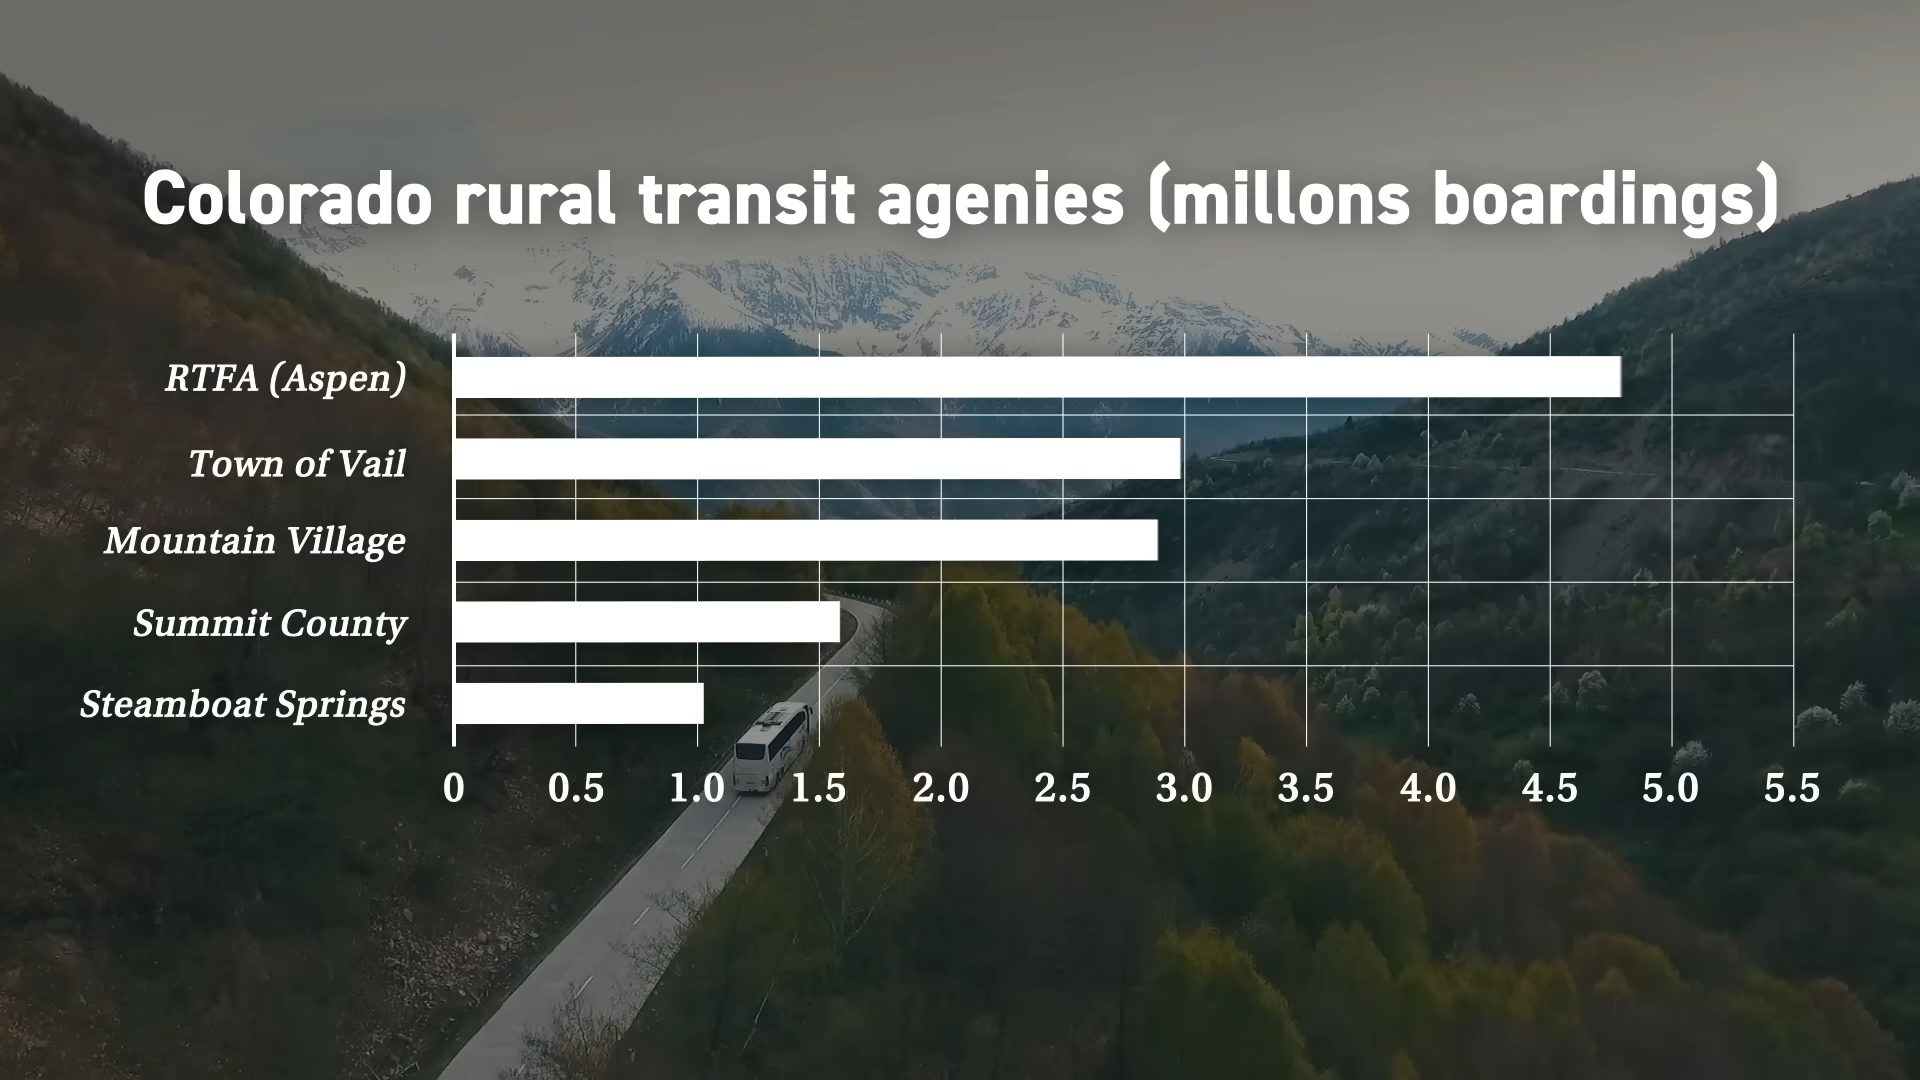 Colorado rural transit agenies (millons boardings)
RTFA (Aspen)
Town of Vail
Mountain Village
Summit County
Steamboat Springs
0 0.5 1.0 1.5 2.0 2.5 3.0 3.5 4.0 4.5 5.0 5.5